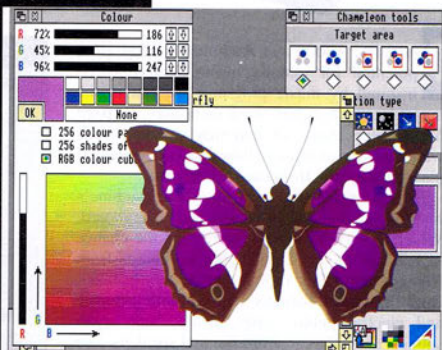 Colour
R 72% 186
G 45% 116
B 96% 247
OK
None
256 colour pa
256 shades of
RGB colour cub
G
R B
rfly
Chameleon tools
Target area
tion type